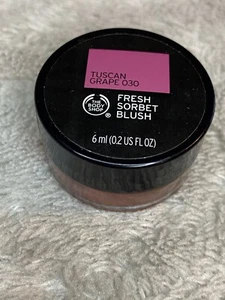 TUSCAN
GRAPE 030
THE
BODY
SHOP
®
FRESH
SORBET
BLUSH
6 ml (0.2 US FL OZ)